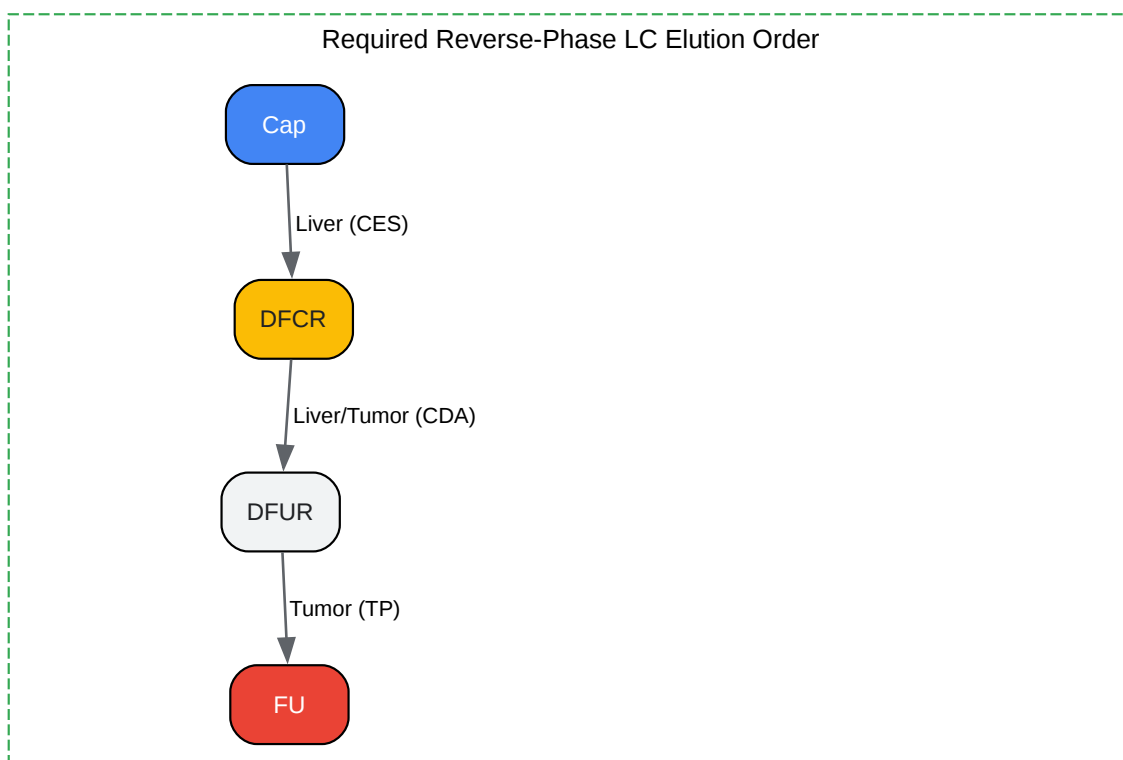 Required Reverse-Phase LC Elution Order
Cap
Liver (CES)
DFCR
Liver/Tumor (CDA)
DFUR
Tumor (TP)
FU